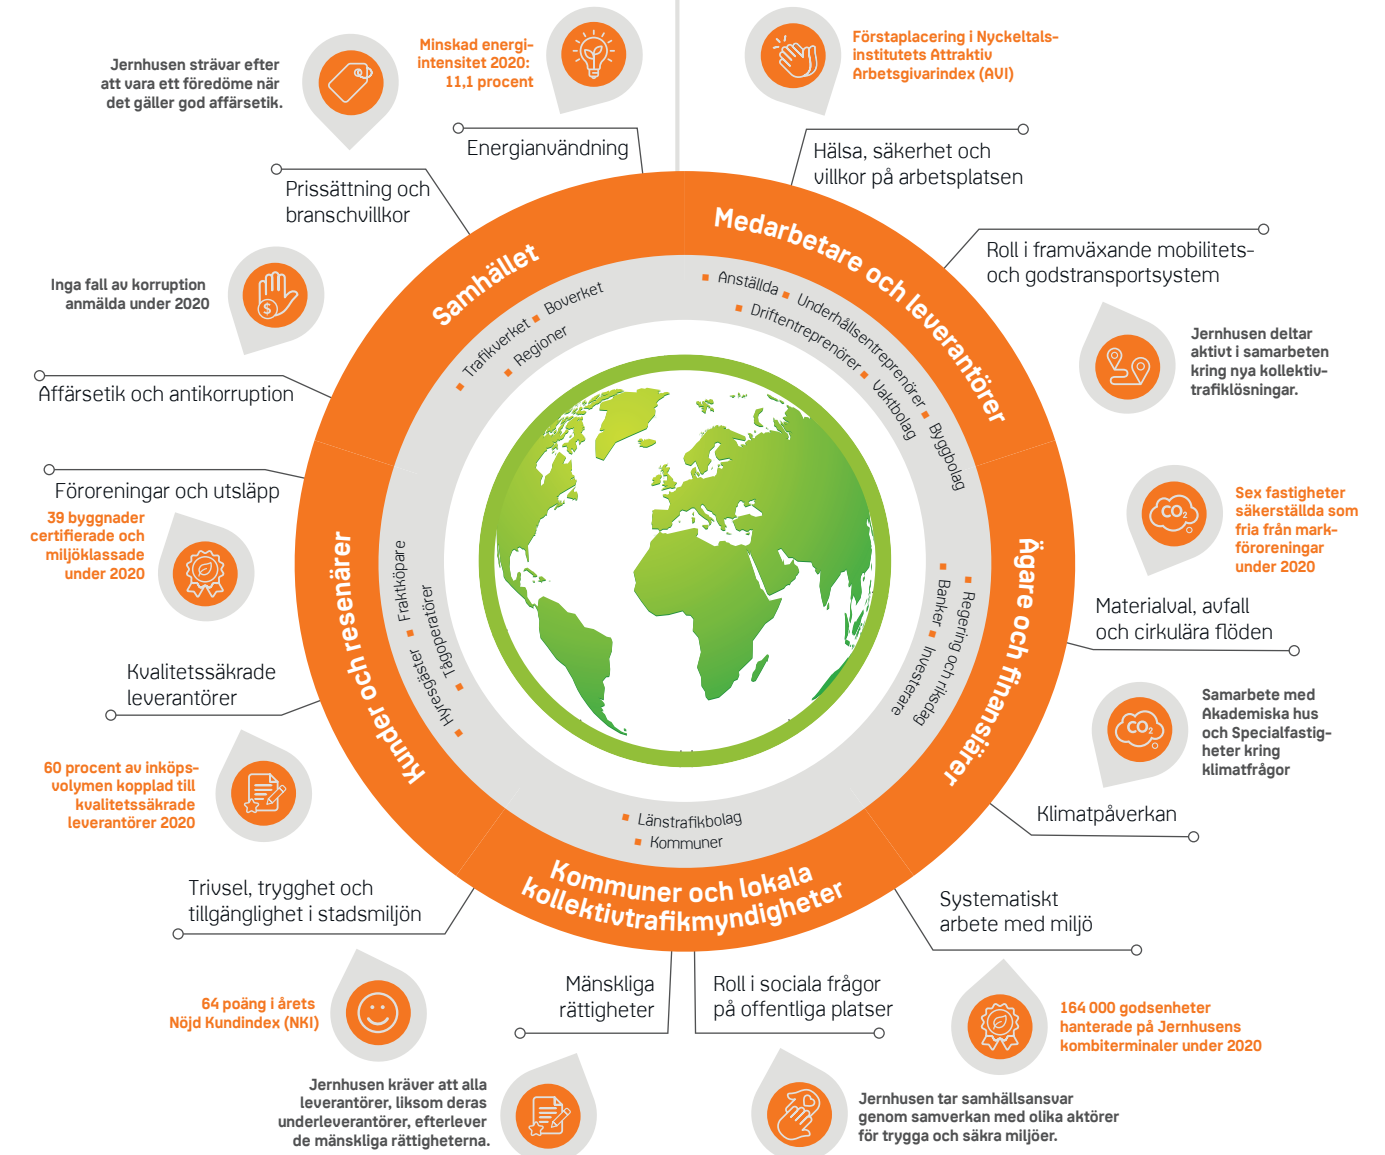 Jernhusen strävar efter
att vara ett föredöme när
det gäller god affärsetik.
Minskad energi-
intensitet 2020:
11,1 procent
Förstaplacering i Nyckeltals-
institutets Attraktiv
Arbetsgivarindex (AVI)
Energianvändning
Hälsa, säkerhet och
villkor på arbetsplatsen
Prissättning och
branschvillkor
Roll i framväxande mobilitets-
och godstransportsystem
Inga fall av korruption
anmälda under 2020
$
Jernhusen deltar
aktivt i samarbeten
kring nya kollektiv-
trafiklösningar.
Affärsetik och antikorruption
Föroreningar och utsläpp
39 byggnader
certifierade och
miljöklassade
under 2020
CO₂
Sex fastigheter
säkerställda som
fria från mark-
föroreningar
under 2020
Materialval, avfall
och cirkulära flöden
Kvalitetssäkrade
leverantörer
CO₂
Samarbete med
Akademiska hus
och Specialfastig-
heter kring
klimatfrågor
60 procent av inköps-
volymen kopplad till
kvalitetssäkrade
leverantörer 2020
Klimatpåverkan
Trivsel, trygghet och
tillgänglighet i stadsmiljön
Systematiskt
arbete med miljö
64 poäng i årets
Nöjd Kundindex (NKI)
Mänskliga
rättigheter
Roll i sociala frågor
på offentliga platser
164 000 godsenheter
hanterade på Jernhusens
kombiterminaler under 2020
Jernhusen kräver att alla
leverantörer, liksom deras
underleverantörer, efterlever
de mänskliga rättigheterna.
Jernhusen tar samhällsansvar
genom samverkan med olika aktörer
för trygga och säkra miljöer.
Samhället
▪ Trafikverket ▪ Boverket
▪ Regioner
Medarbetare och leverantörer
▪ Anställda ▪ Underhållsentreprenörer ▪ Byggbolag
▪ Driftentreprenörer ▪ Vaktbolag
Ägare och finansiärer
▪ Regering och riksdag
▪ Banker ▪ Investerare
▪ Länstrafikbolag
▪ Kommuner
Kommuner och lokala
kollektivtrafikmyndigheter
Kunder och resenärer
▪ Hyresgäster ▪ Fraktköpare
▪ Tågoperatörer